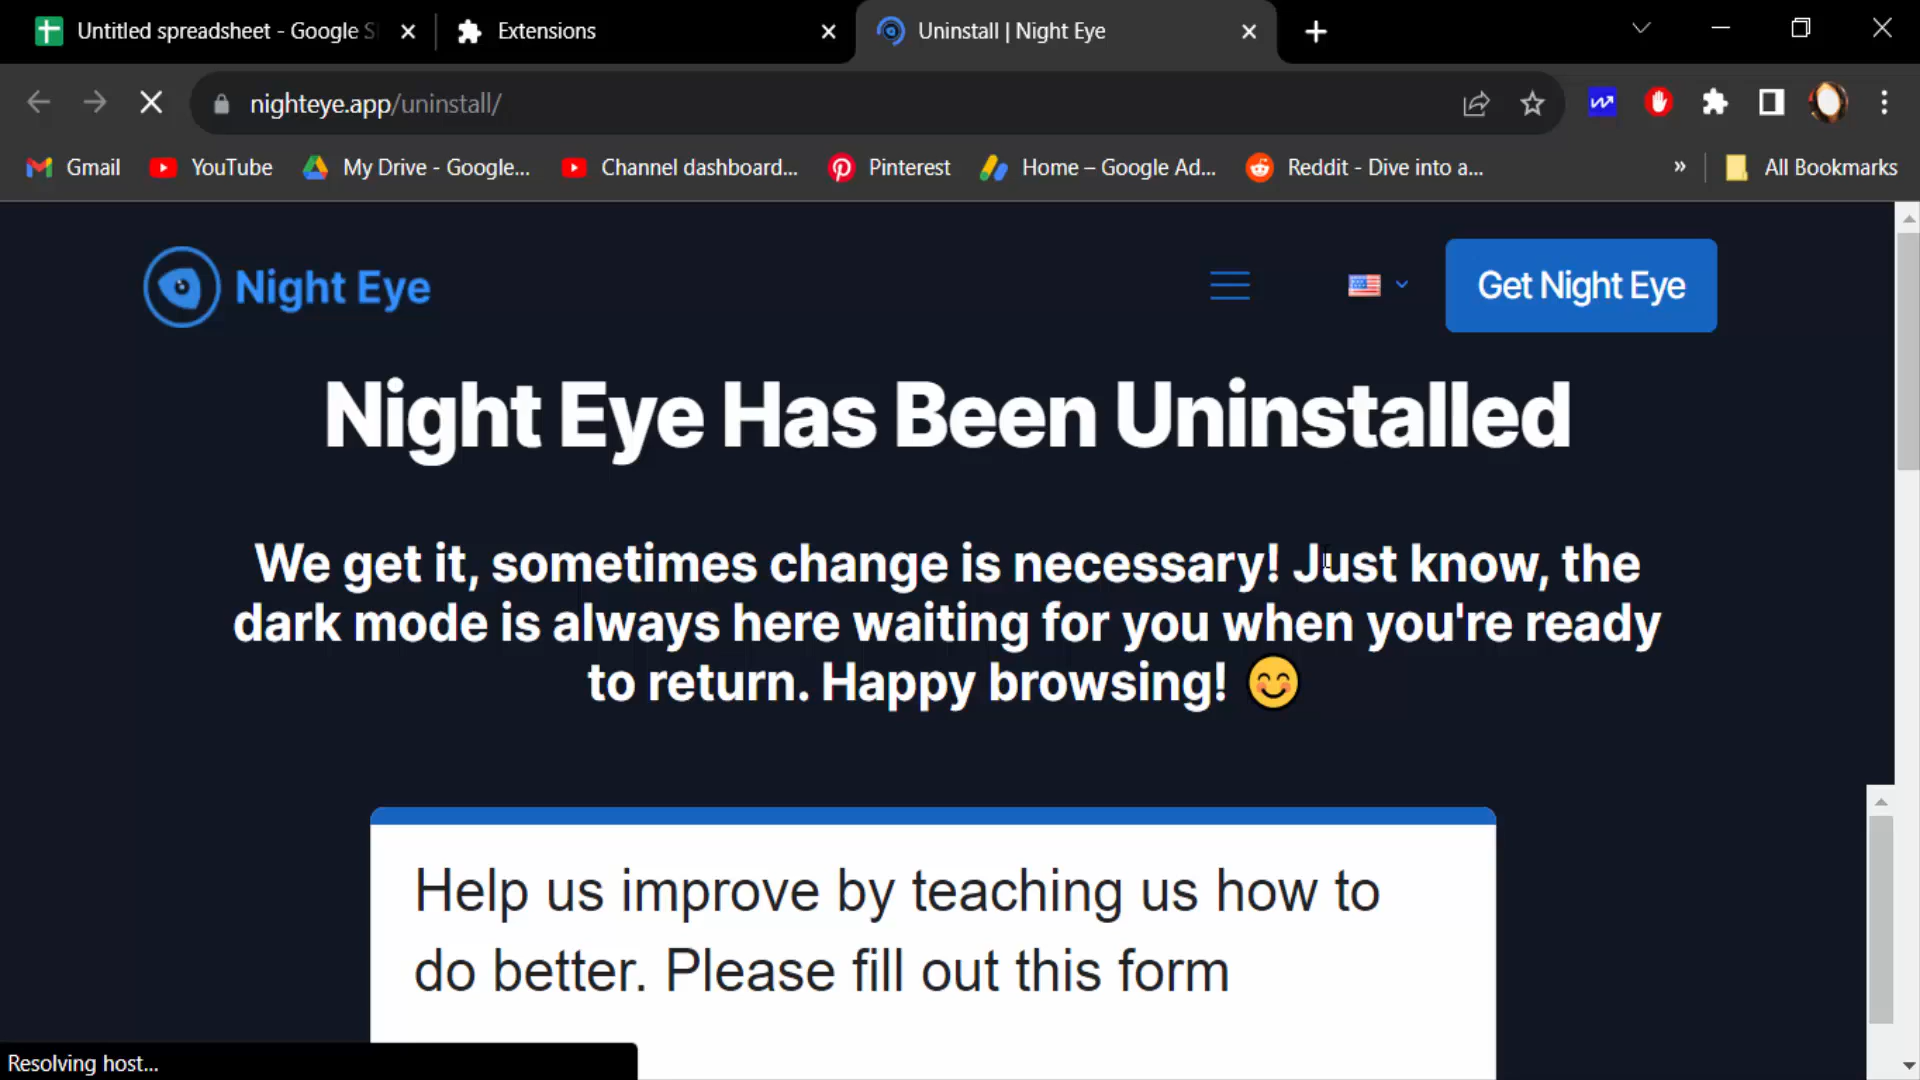 Untitled spreadsheet - Google S
Extensions
Uninstall | Night Eye
nighteye.app/uninstall/
Gmail
YouTube
My Drive - Google...
Channel dashboard...
Pinterest
Home – Google Ad...
Reddit - Dive into a...
»
All Bookmarks
Night Eye
Get Night Eye
Night Eye Has Been Uninstalled
We get it, sometimes change is necessary! Just know, the
dark mode is always here waiting for you when you're ready
to return. Happy browsing! 😊
Help us improve by teaching us how to
do better. Please fill out this form
Resolving host...